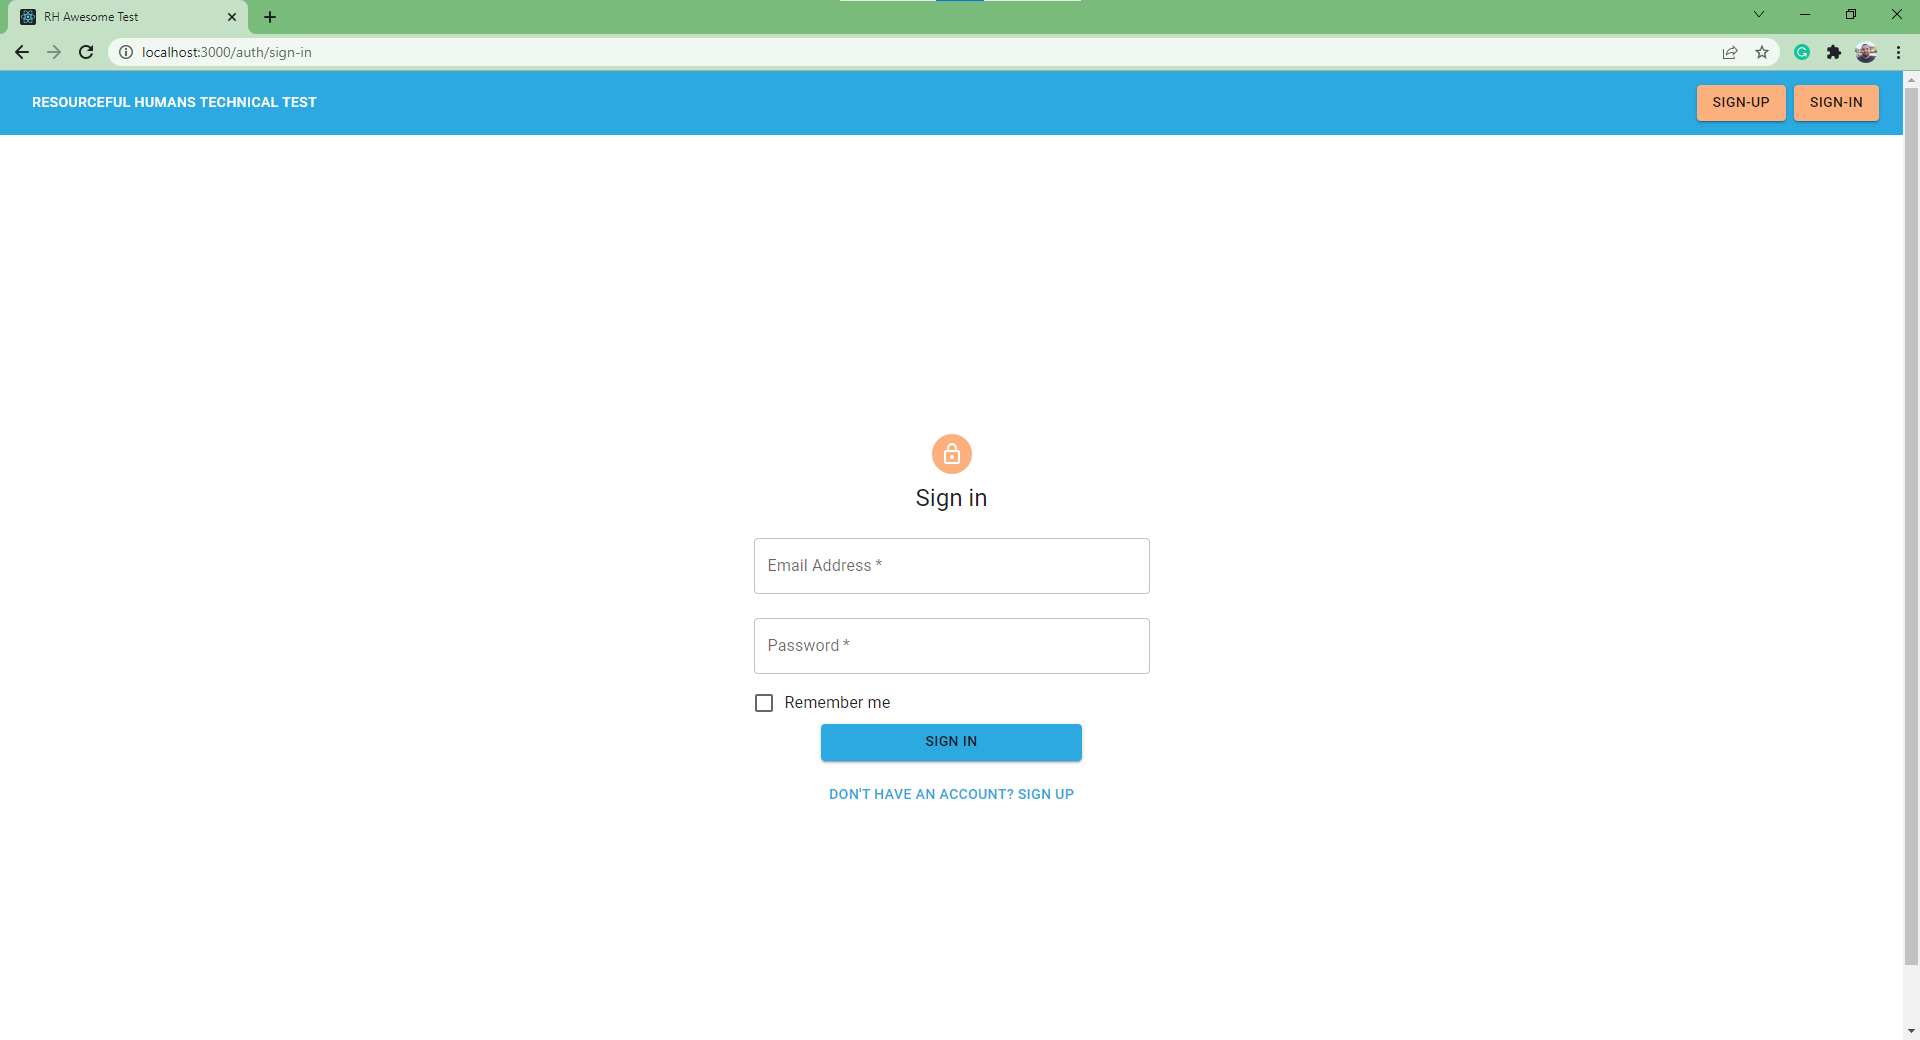 RH Awesome Test
localhost:3000/auth/sign-in
RESOURCEFUL HUMANS TECHNICAL TEST
SIGN-UP
SIGN-IN
Sign in
Email Address *
Password *
Remember me
SIGN IN
DON'T HAVE AN ACCOUNT? SIGN UP